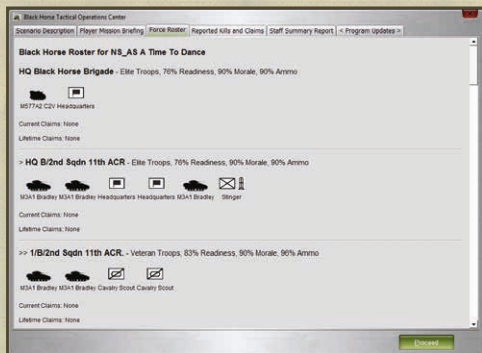 Black Horse Tactical Operations Center
Scenario Description Player Mission Briefing Force Roster Reported Kills and Claims Staff Summary Report < Program Updates >
Black Horse Roster for NS_AS A Time To Dance
HQ Black Horse Brigade - Elite Troops, 76% Readiness, 90% Morale, 90% Ammo
M577A2 C2V Headquarters
Current Claims: None
Lifetime Claims: None
> HQ B/2nd Sqdn 11th ACR - Elite Troops, 76% Readiness, 90% Morale, 90% Ammo
M3A1 Bradley M3A1 Bradley Headquarters Headquarters M3A1 Bradley Stinger
Current Claims: None
Lifetime Claims: None
>> 1/B/2nd Sqdn 11th ACR. - Veteran Troops, 83% Readiness, 90% Morale, 96% Ammo
M3A1 Bradley M3A1 Bradley Cavalry Scout Cavalry Scout
Current Claims: None
Lifetime Claims: None
Proceed